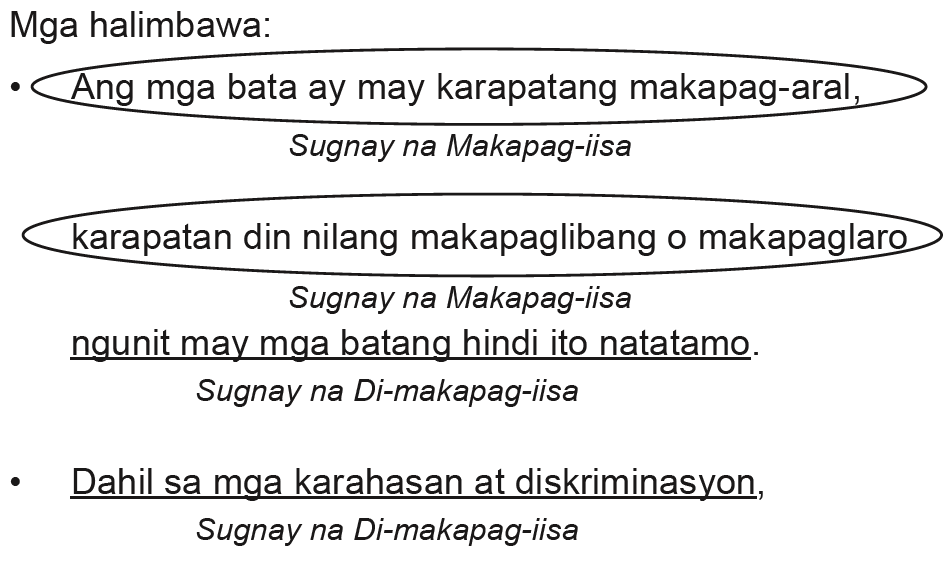 Mga halimbawa:
• Ang mga bata ay may karapatang makapag-aral,
Sugnay na Makapag-iisa
karapatan din nilang makapaglibang o makapaglaro
Sugnay na Makapag-iisa
ngunit may mga batang hindi ito natatamo.
Sugnay na Di-makapag-iisa
• Dahil sa mga karahasan at diskriminasyon,
Sugnay na Di-makapag-iisa